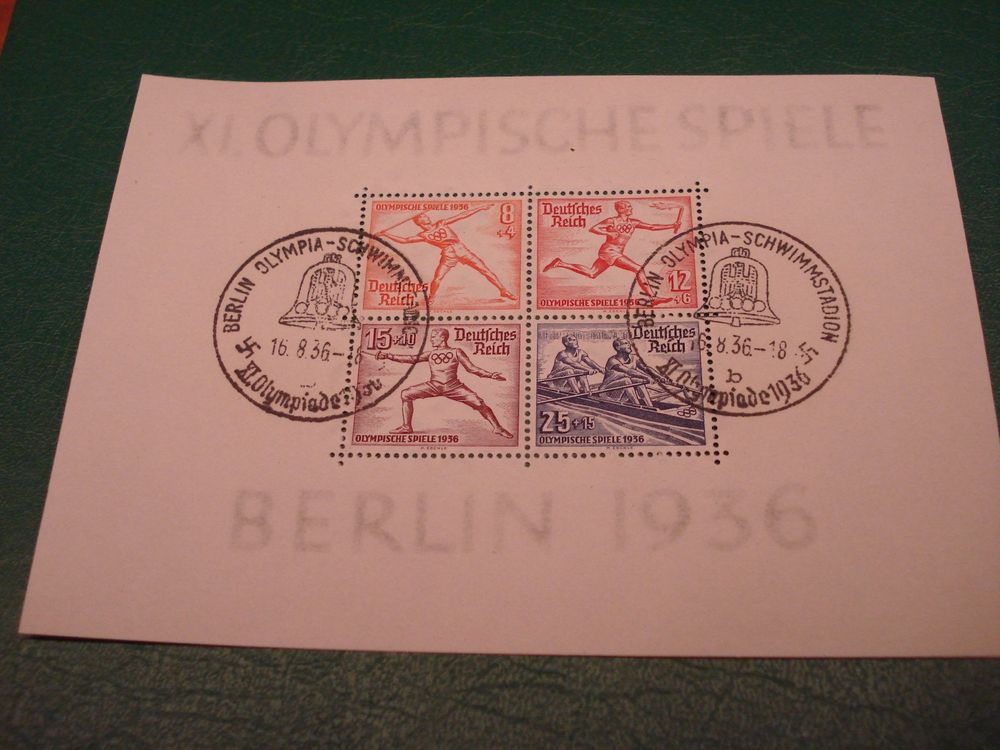 XI. OLYMPISCHE SPIELE
OLYMPISCHE SPIELE 1936
8
+4
Deutsches
Reich
Deutsches
Reich
12
+6
OLYMPISCHE SPIELE 1936
15+10
Deutsches
Reich
OLYMPISCHE SPIELE 1936
Deutsches
Reich
25+15
OLYMPISCHE SPIELE 1936
BERLIN OLYMPIA-
16.8.36.-
XI. Olympiade
BERLIN OLYMPIA-SCHWIMMSTADION
8.36.-18
b
XI. Olympiade 1936
BERLIN 1936